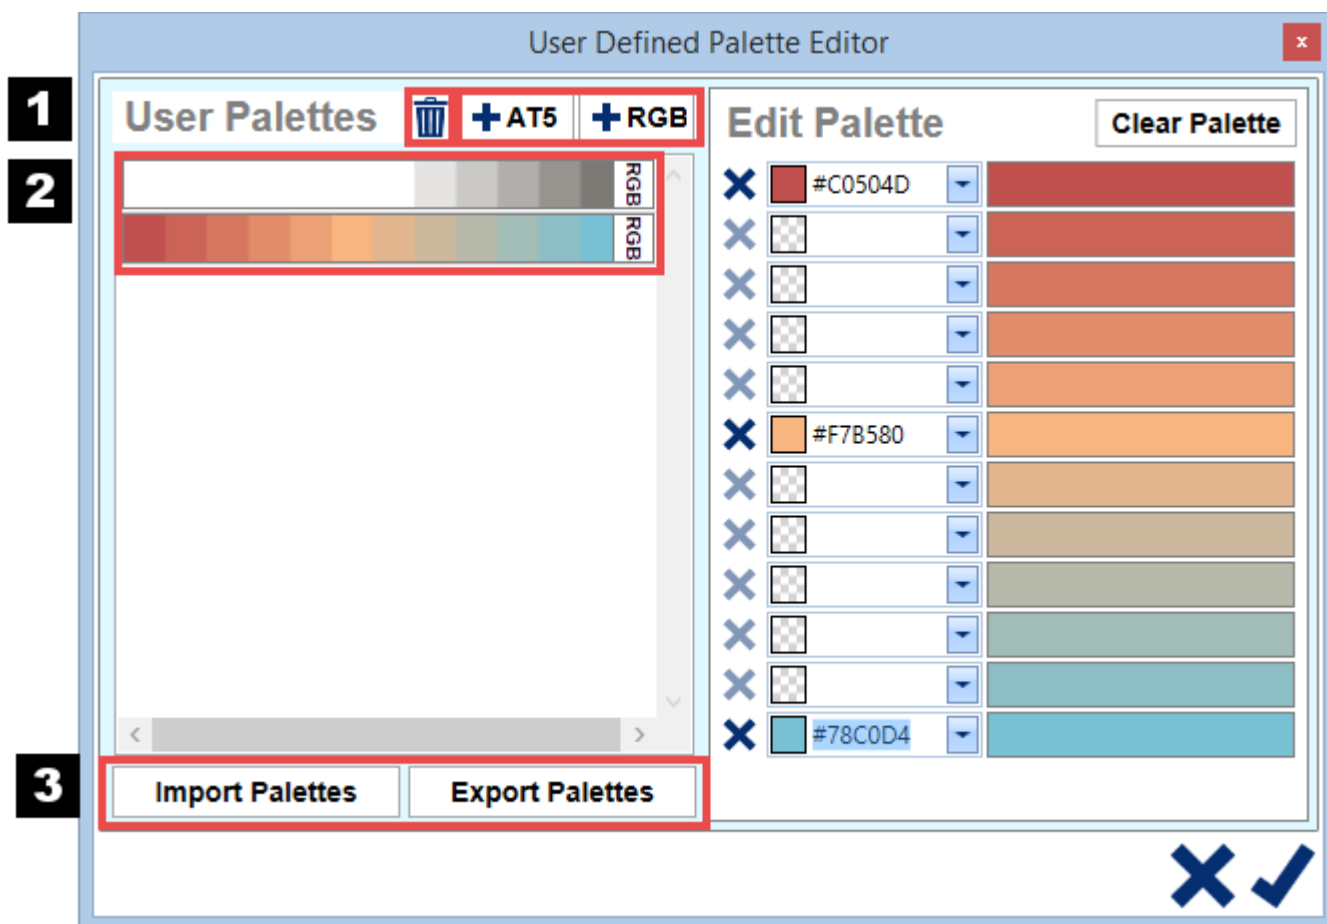 User Defined Palette Editor
x
1
User Palettes
AT5
RGB
Edit Palette
Clear Palette
2
RGB
RGB
#C0504D
#F7B580
#78C0D4
3
Import Palettes
Export Palettes